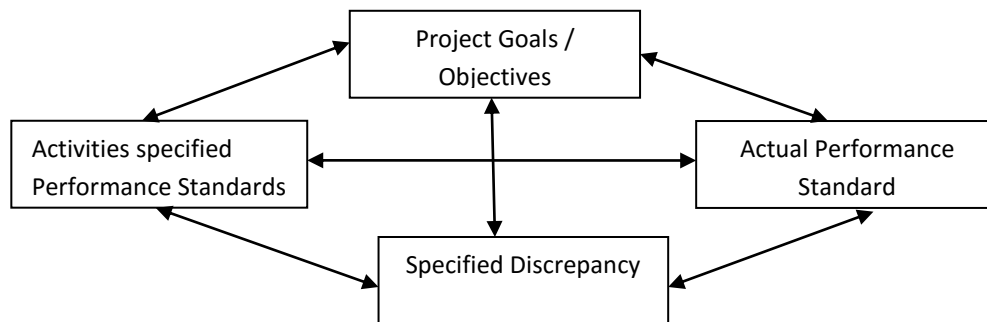 Project Goals /
Objectives
Activities specified
Performance Standards
Actual Performance
Standard
Specified Discrepancy